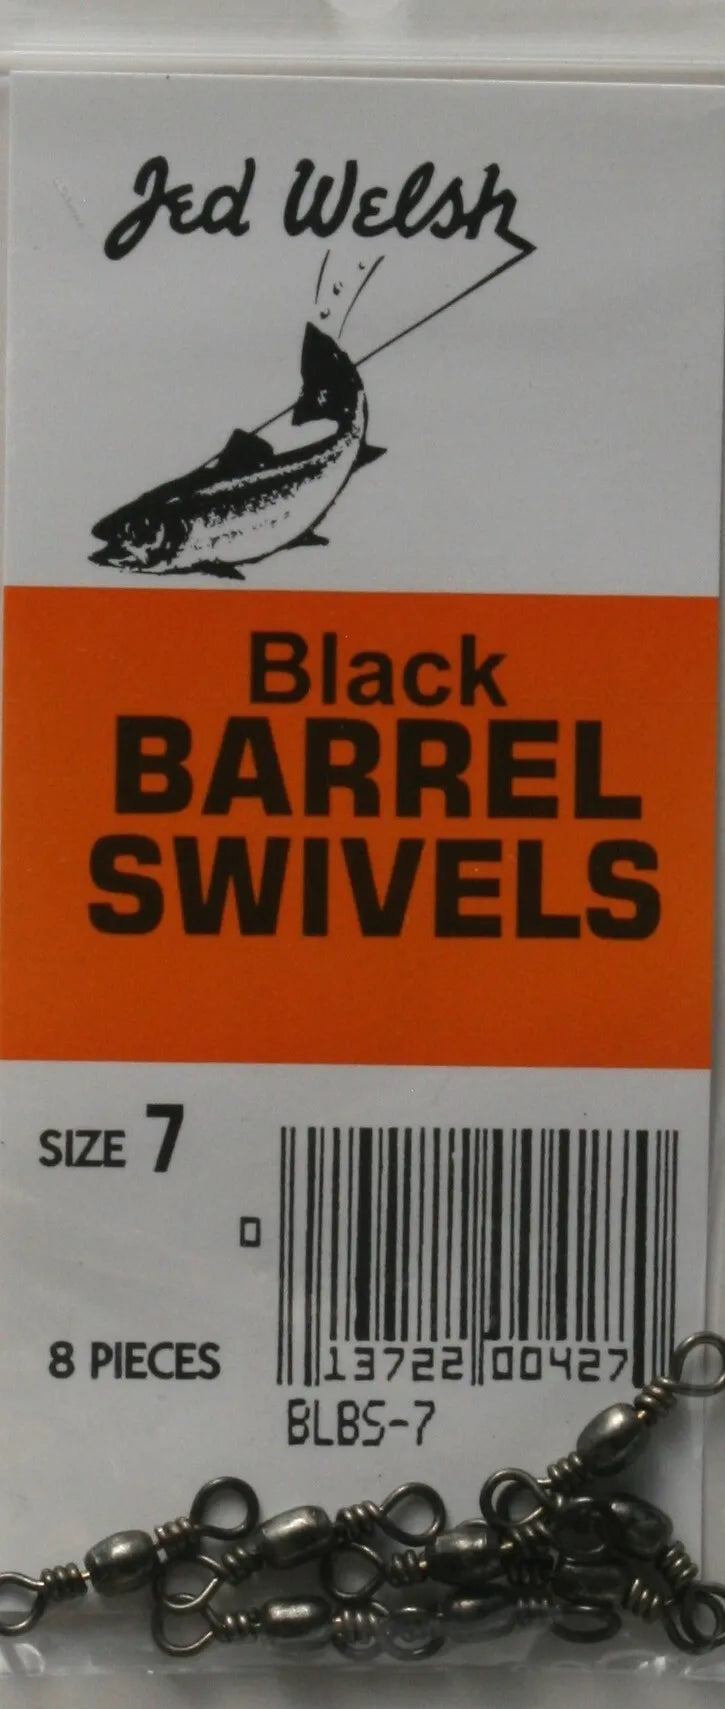 Jed Welsh
Black
BARREL
SWIVELS
SIZE 7
0
8 PIECES
13722 00427
BLBS-7